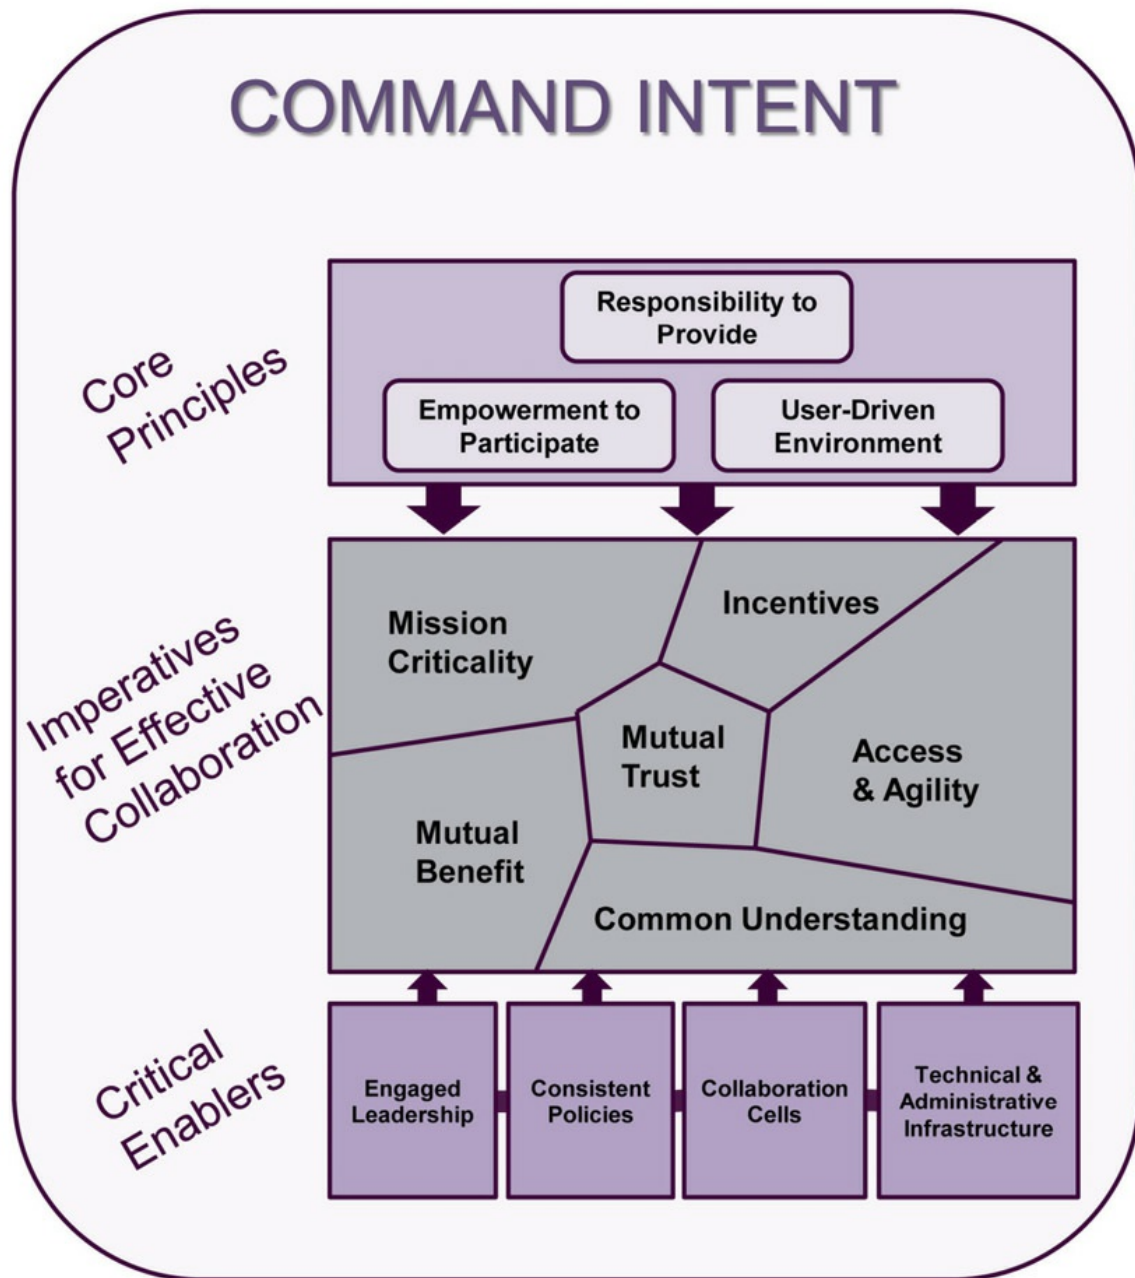 COMMAND INTENT
Core
Principles
Responsibility to
Provide
Empowerment to
Participate
User-Driven
Environment
Imperatives
for Effective
Collaboration
Mission
Criticality
Incentives
Mutual
Trust
Access
& Agility
Mutual
Benefit
Common Understanding
Critical
Enablers
Engaged
Leadership
Consistent
Policies
Collaboration
Cells
Technical &
Administrative
Infrastructure